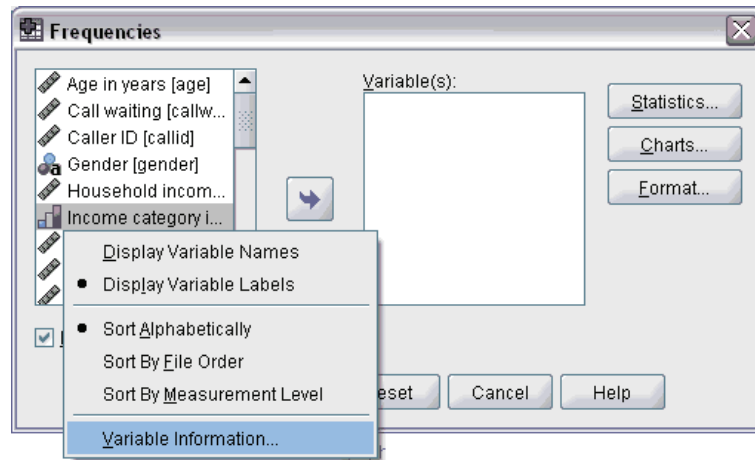 Frequencies
Age in years [age]
Call waiting [callw...
Caller ID [callid]
Gender [gender]
Household incom...
Income category i...
Variable(s):
Statistics...
Charts...
Format...
Display Variable Names
Display Variable Labels
Sort Alphabetically
Sort By File Order
Sort By Measurement Level
Variable Information...
Cancel
Help